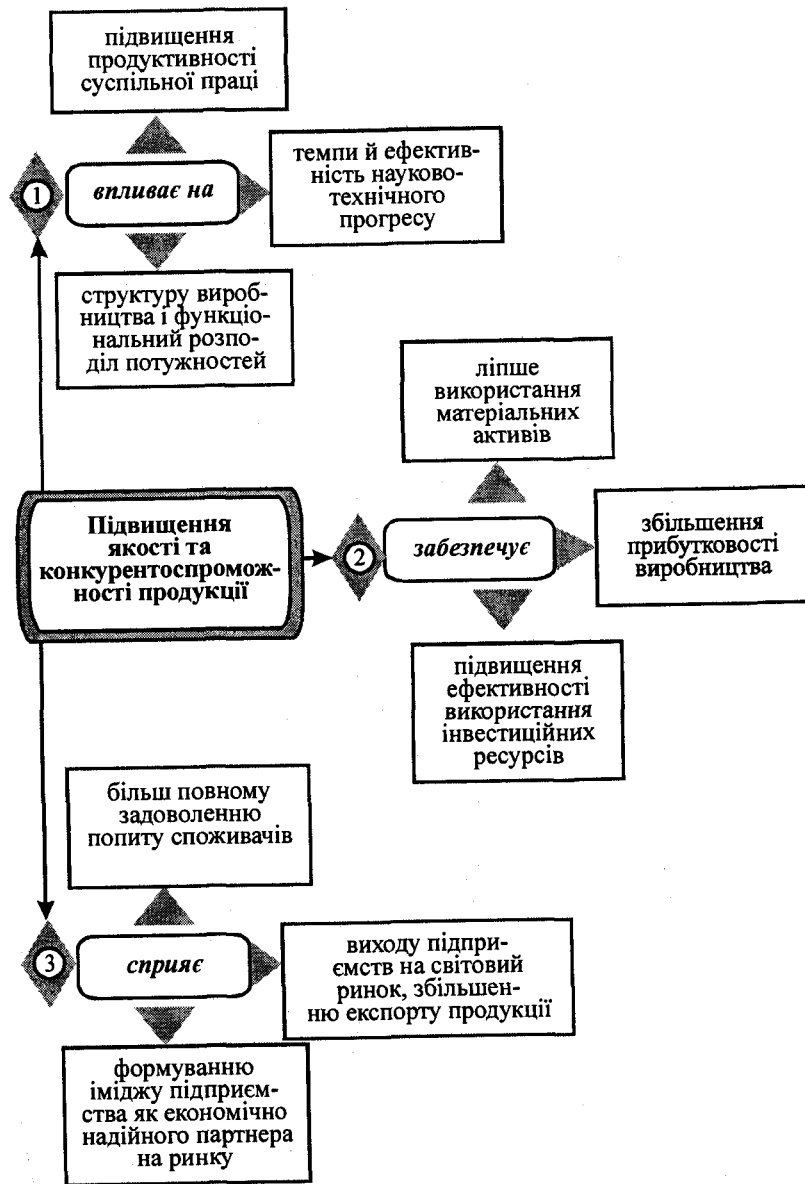 підвищення
продуктивності
суспільної праці
1
впливає на
темпи й ефектив-
ність науково-
технічного
прогресу
структуру вироб-
ництва і функціо-
нальний розпо-
діл потужностей
Підвищення
якості та
конкурентоспромож-
ності продукції
ліпше
використання
матеріальних
активів
2
забезпечує
збільшення
прибутковості
виробництва
підвищення
ефективності
використання
інвестиційних
ресурсів
більш повному
задоволенню
попиту споживачів
3
сприяє
виходу підпри-
ємств на світовий
ринок, збільшен-
ню експорту продукції
формуванню
іміджу підприєм-
ства як економічно
надійного партнера
на ринку